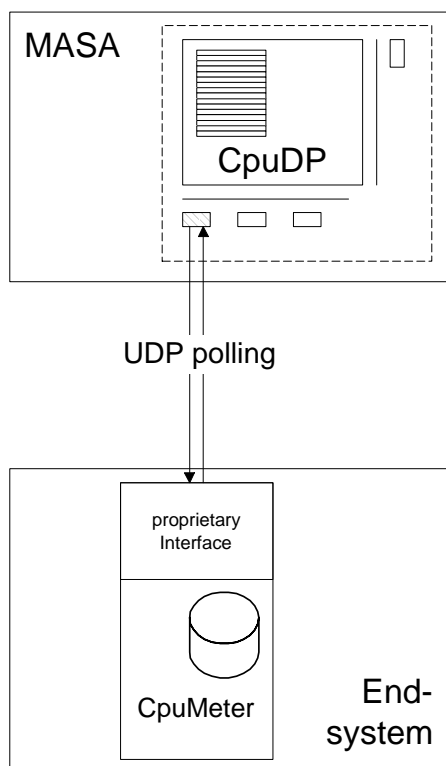 MASA
CpuDP
UDP polling
proprietary
Interface
CpuMeter
End-
system